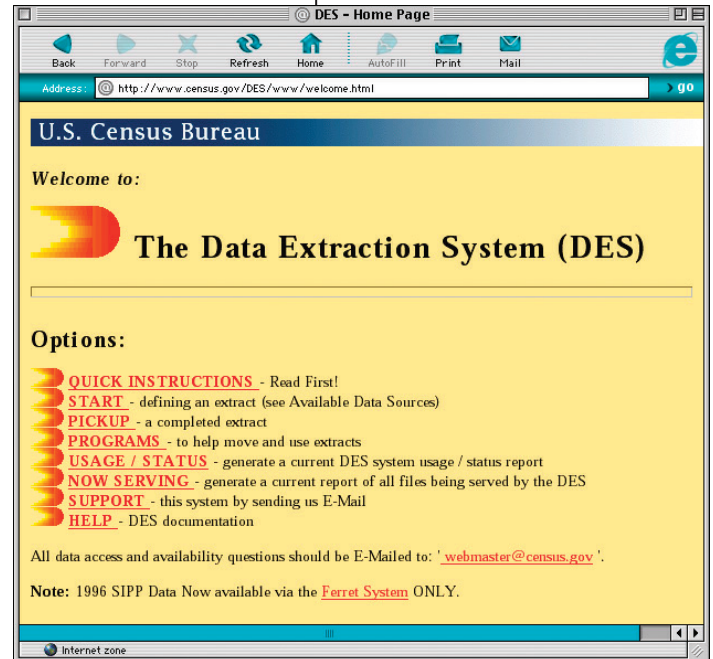 DES - Home Page
Back Forward Stop Refresh Home AutoFill Print Mail
Address: http://www.census.gov/DES/www/welcome.html go
U.S. Census Bureau
Welcome to:
The Data Extraction System (DES)
Options:
QUICK INSTRUCTIONS - Read First!
START - defining an extract (see Available Data Sources)
PICKUP - a completed extract
PROGRAMS - to help move and use extracts
USAGE / STATUS - generate a current DES system usage / status report
NOW SERVING - generate a current report of all files being served by the DES
SUPPORT - this system by sending us E-Mail
HELP - DES documentation
All data access and availability questions should be E-Mailed to: ' webmaster@census.gov '.
Note: 1996 SIPP Data Now available via the Ferret System ONLY.
Internet zone